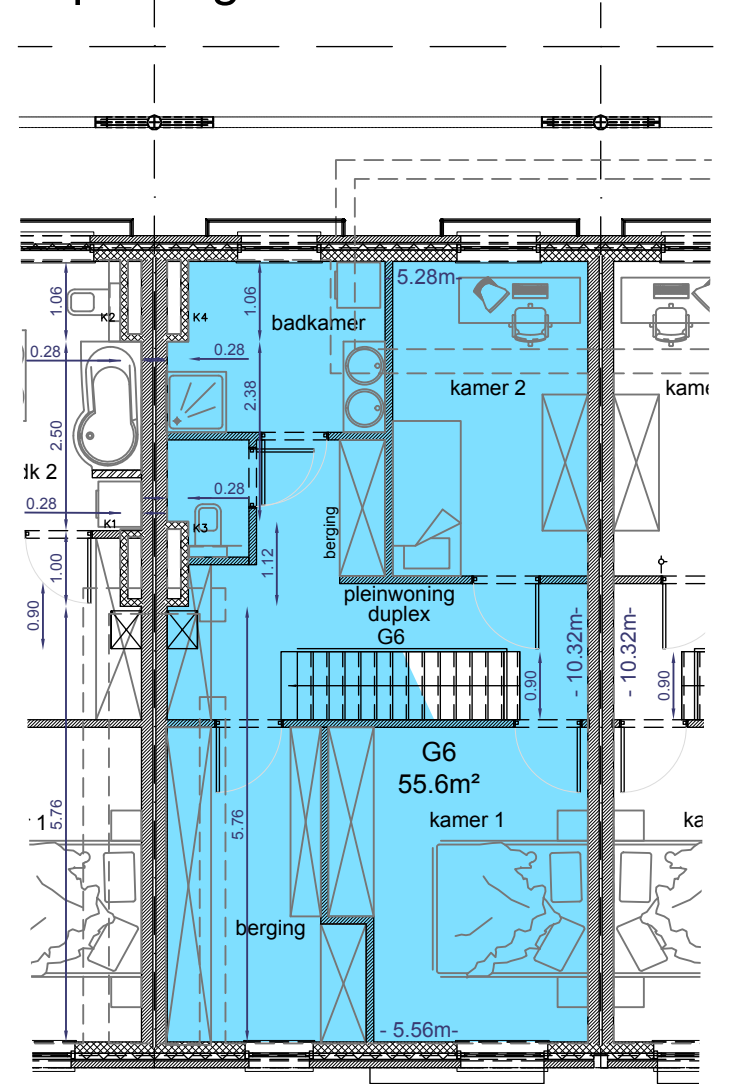 5.28m-
1.06
1.06
K2
K4
badkamer
0.28
0.28
kamer 2
2.38
2.50
dk 2
0.28
0.28
K1
K3
berging
1.00
1.12
pleinwoning
duplex
G6
0.90
- 10.32m-
- 10.32m-
0.90
0.90
G6
55.6m²
5.76
5.76
1
kamer 1
berging
- 5.56m-